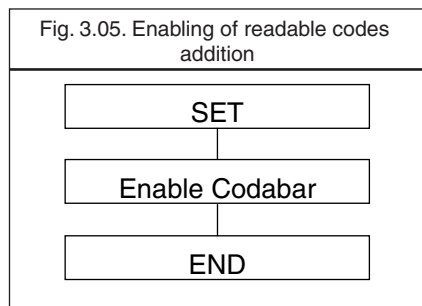 Fig. 3.05. Enabling of readable codes
addition
SET
Enable Codabar
END